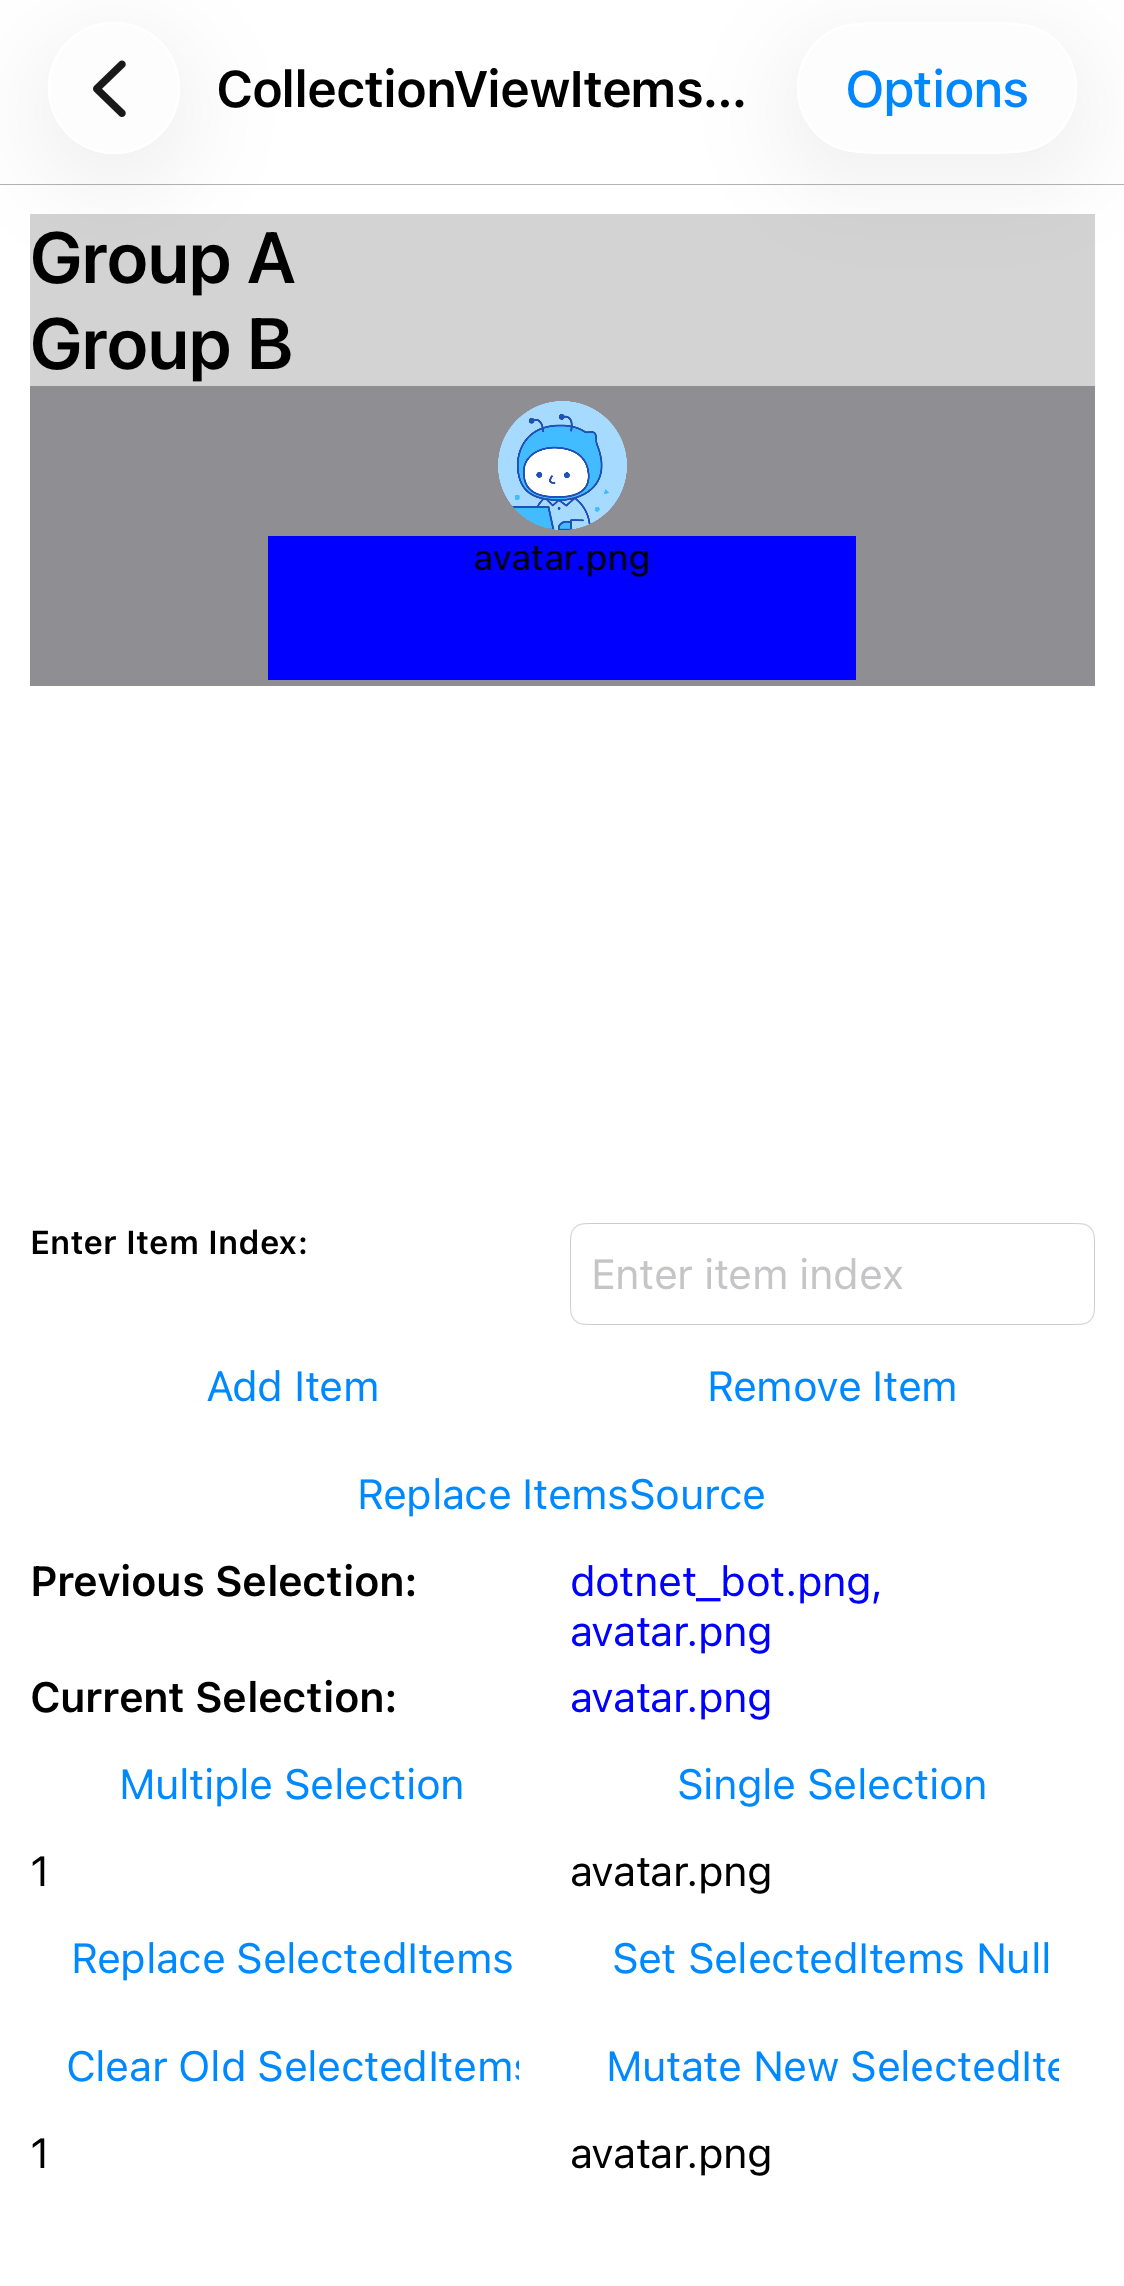 CollectionViewItems...
Options
Group A
Group B
avatar.png
Enter Item Index:
Enter item index
Add Item
Remove Item
Replace ItemsSource
Previous Selection:
dotnet_bot.png,
avatar.png
Current Selection:
avatar.png
Multiple Selection
Single Selection
1
avatar.png
Replace SelectedItems
Set SelectedItems Null
Clear Old SelectedItems
Mutate New SelectedIte
1
avatar.png